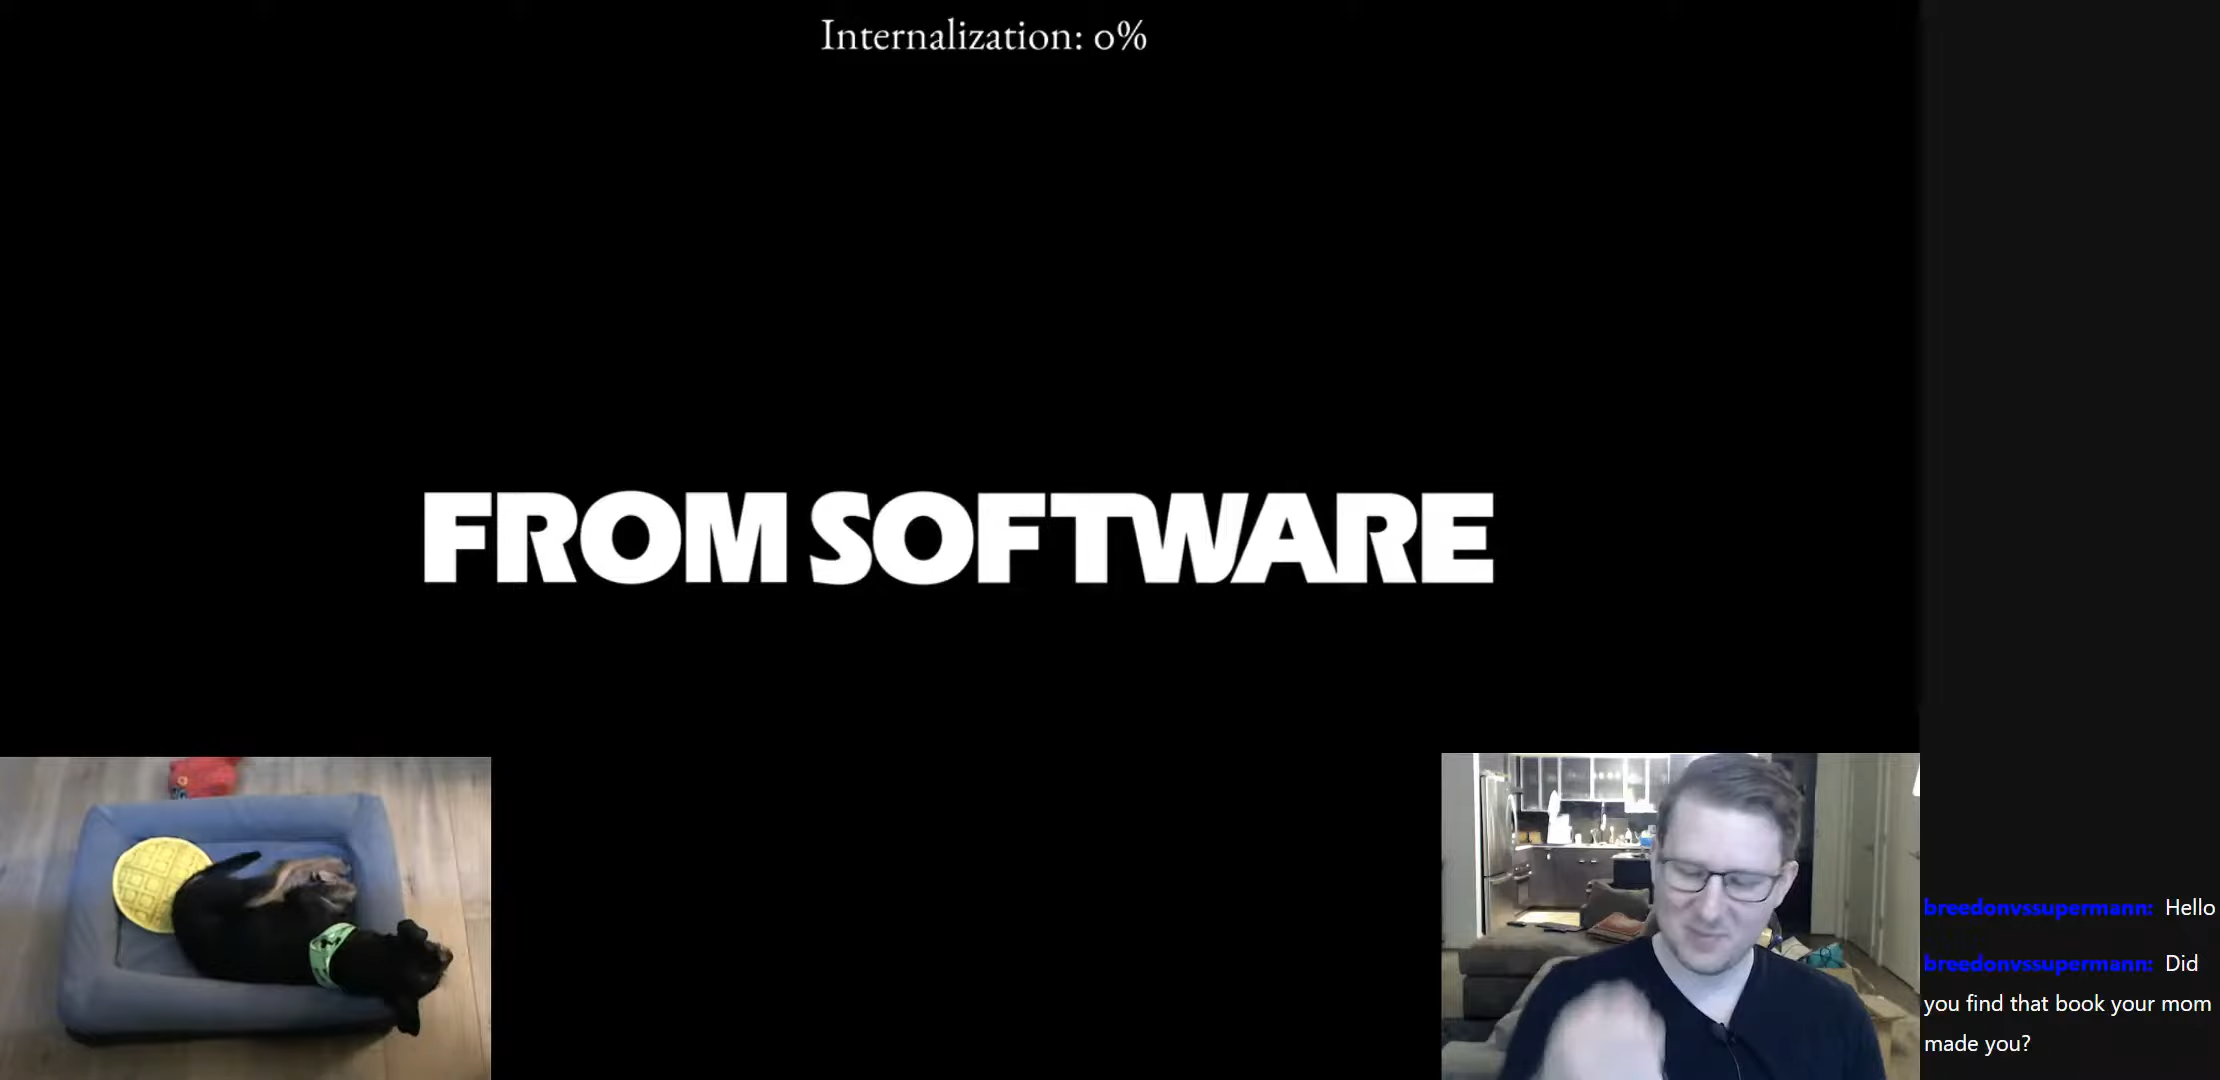 Internalization: 0%
FROM SOFTWARE
breedonvssupermann: Hello
breedonvssupermann: Did
you find that book your mom
made you?